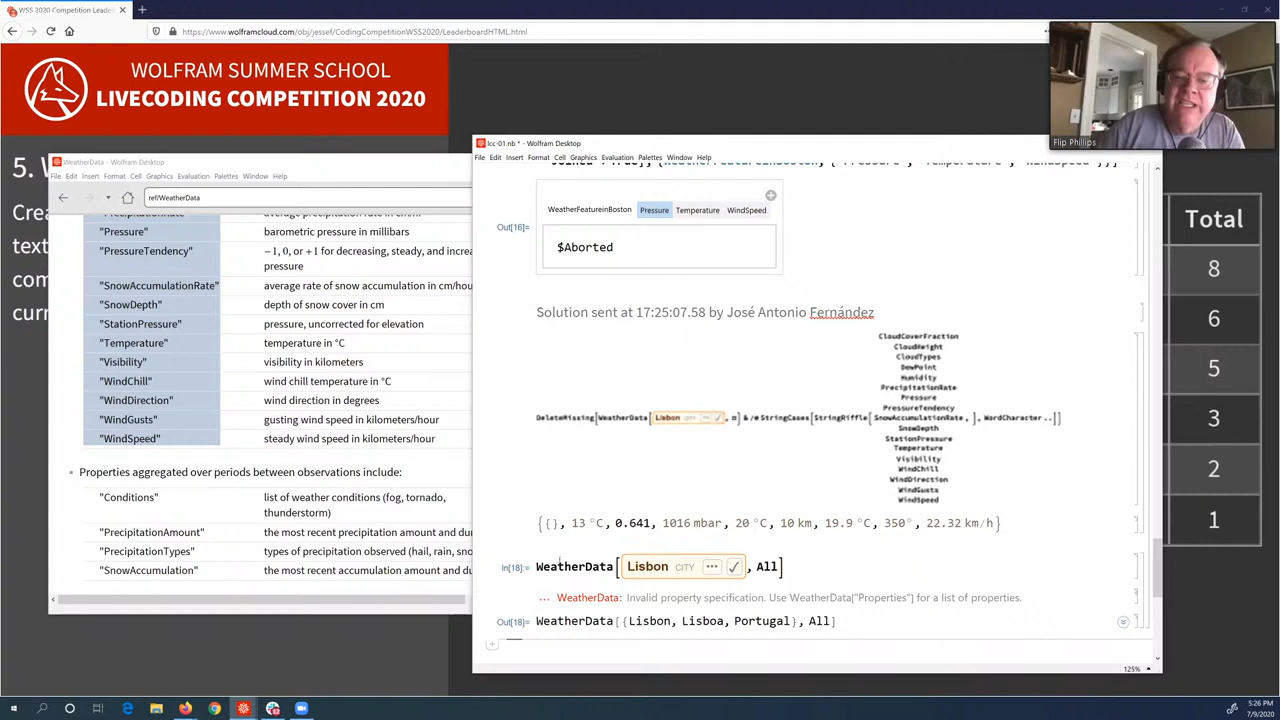 WSS 2020 Competition Leade
https://www.wolframcloud.com/obj/jessef/CodingCompetitionWSS2020/LeaderboardHTML.html
WOLFRAM SUMMER SCHOOL
LIVECODING COMPETITION 2020
Flip Phillips
5. W
Crea
text
com
curr
WeatherData - Wolfram Desktop
File Edit Insert Format Cell Graphics Evaluation Palettes Window Help
ref/WeatherData
"Pressure" barometric pressure in millibars
"PressureTendency" −1, 0, or +1 for decreasing, steady, and increa
pressure
"SnowAccumulationRate" average rate of snow accumulation in cm/hou
"SnowDepth" depth of snow cover in cm
"StationPressure" pressure, uncorrected for elevation
"Temperature" temperature in °C
"Visibility" visibility in kilometers
"WindChill" wind chill temperature in °C
"WindDirection" wind direction in degrees
"WindGusts" gusting wind speed in kilometers/hour
"WindSpeed" steady wind speed in kilometers/hour
Properties aggregated over periods between observations include:
"Conditions" list of weather conditions (fog, tornado,
thunderstorm)
"PrecipitationAmount" the most recent precipitation amount and du
"PrecipitationTypes" types of precipitation observed (hail, rain, sno
"SnowAccumulation" the most recent accumulation amount and du
lcc-01.nb * - Wolfram Desktop
File Edit Insert Format Cell Graphics Evaluation Palettes Window Help
WeatherFeatureinBoston Pressure Temperature WindSpeed
Out[16]=
$Aborted
Solution sent at 17:25:07.58 by José Antonio Fernández
CloudCoverFraction
CloudHeight
CloudTypes
DewPoint
Humidity
PrecipitationRate
Pressure
PressureTendency
DeleteMissing[WeatherData[Lisbon CITY ••• ✓, #] & /@ StringCases[StringRiffle[ SnowAccumulationRate, ], WordCharacter ..]]
SnowDepth
StationPressure
Temperature
Visibility
WindChill
WindDirection
WindGusts
WindSpeed
{{}, 13 °C, 0.641, 1016 mbar, 20 °C, 10 km, 19.9 °C, 350°, 22.32 km/h}
In[18]:= WeatherData[Lisbon CITY ••• ✓, All]
••• WeatherData: Invalid property specification. Use WeatherData["Properties"] for a list of properties.
Out[18]= WeatherData[{Lisbon, Lisboa, Portugal}, All]
125%
Total
8
6
5
3
2
1
5:26 PM
7/9/2020